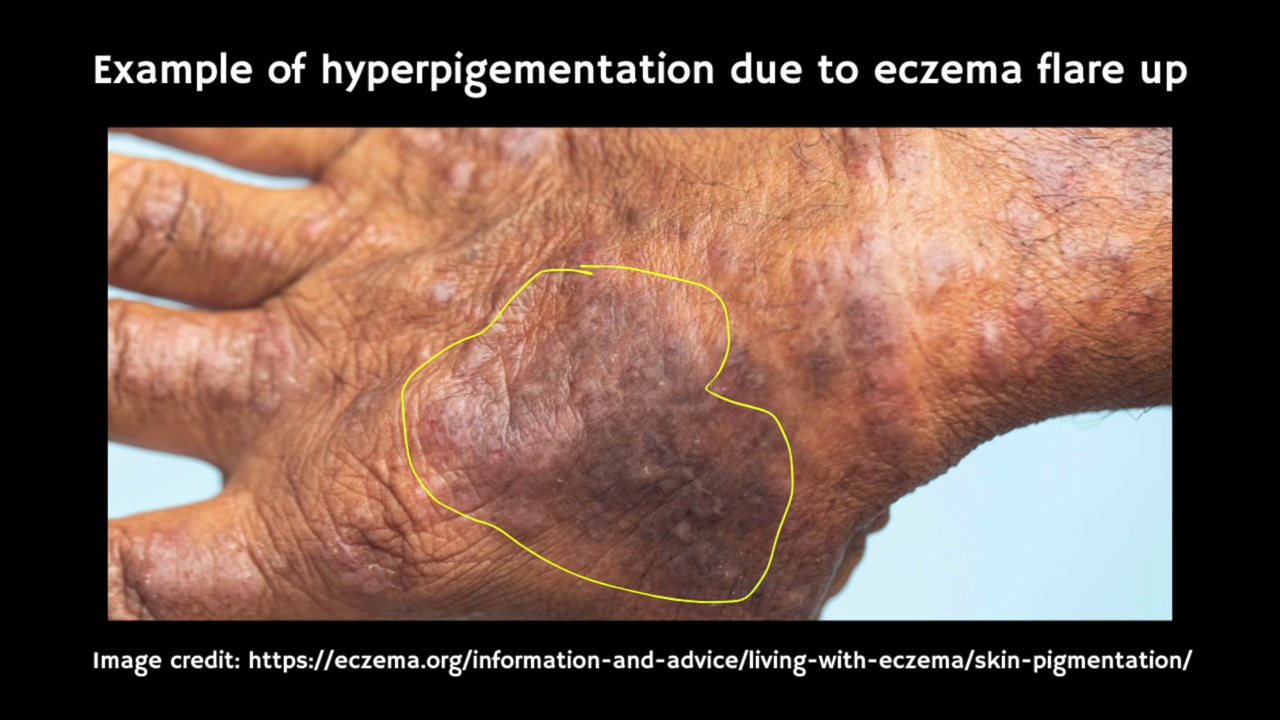 Example of hyperpigementation due to eczema flare up
Image credit: https://eczema.org/information-and-advice/living-with-eczema/skin-pigmentation/